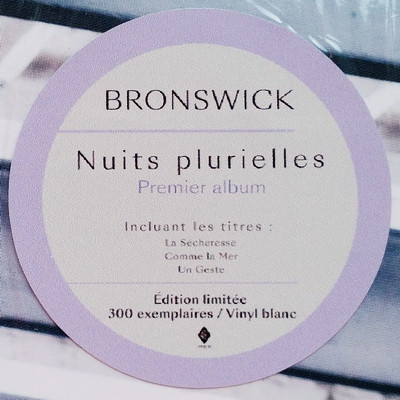 BRONSWICK
Nuits plurielles
Premier album
Incluant les titres :
La Sécheresse
Comme la Mer
Un Geste
Édition limitée
300 exemplaires / Vinyl blanc